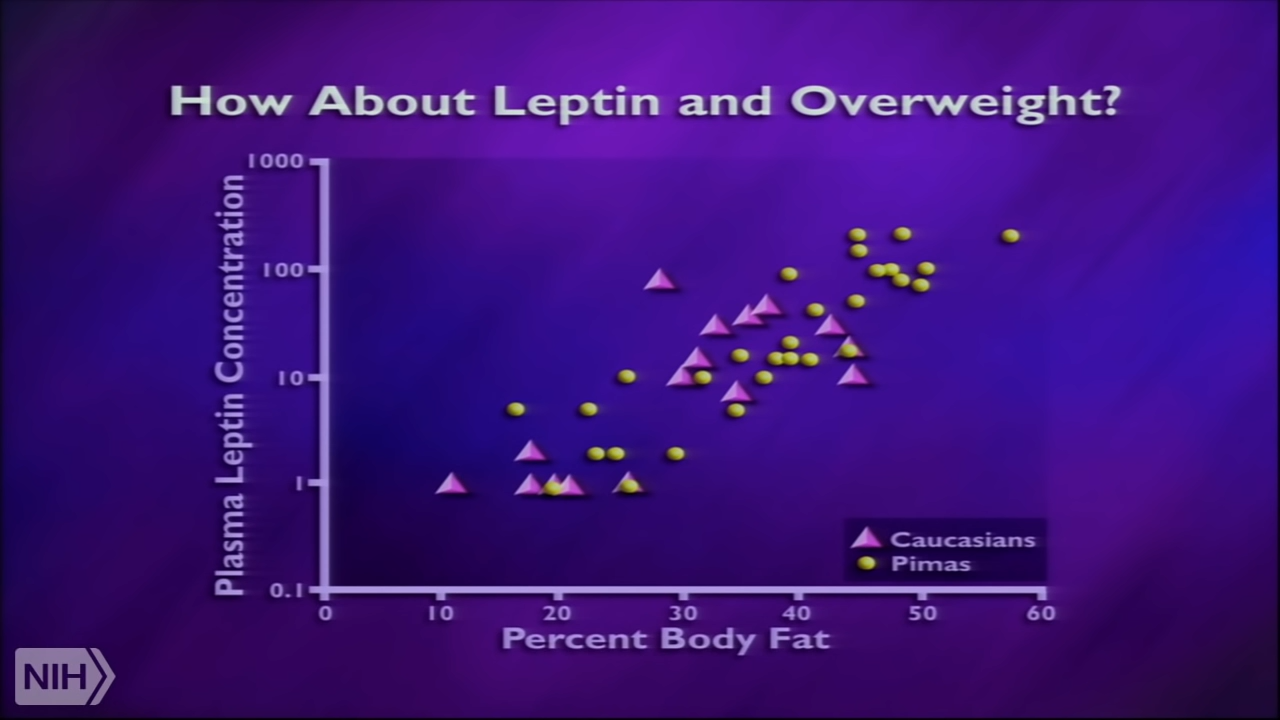 How About Leptin and Overweight?
Plasma Leptin Concentration
1000
100
10
1
0.1
0 10 20 30 40 50 60
Percent Body Fat
Caucasians
Pimas
NIH